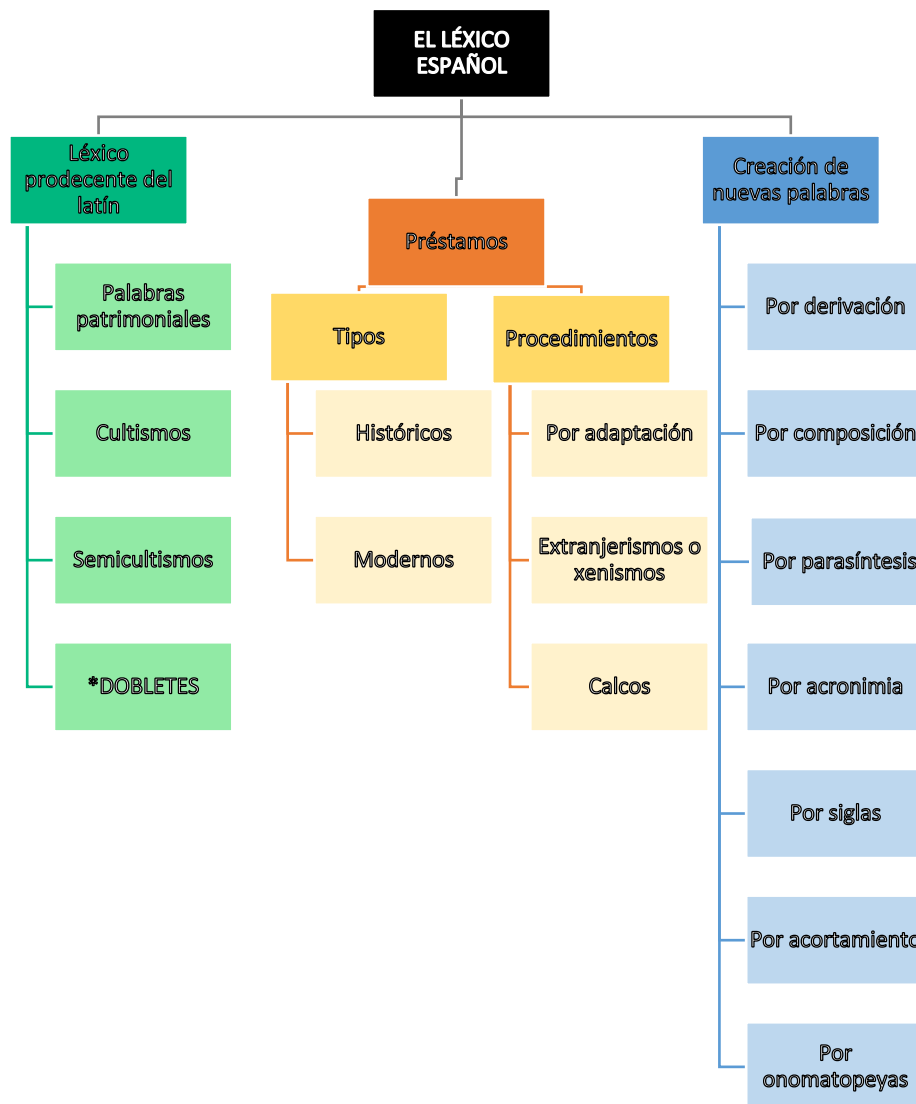 EL LÉXICO
ESPAÑOL
Léxico
prodecente del
latín
Palabras
patrimoniales
Cultismos
Semicultismos
*DOBLETES
Préstamos
Tipos
Históricos
Modernos
Procedimientos
Por adaptación
Extranjerismos o
xenismos
Calcos
Creación de
nuevas palabras
Por derivación
Por composición
Por parasíntesis
Por acronimia
Por siglas
Por acortamiento
Por
onomatopeyas